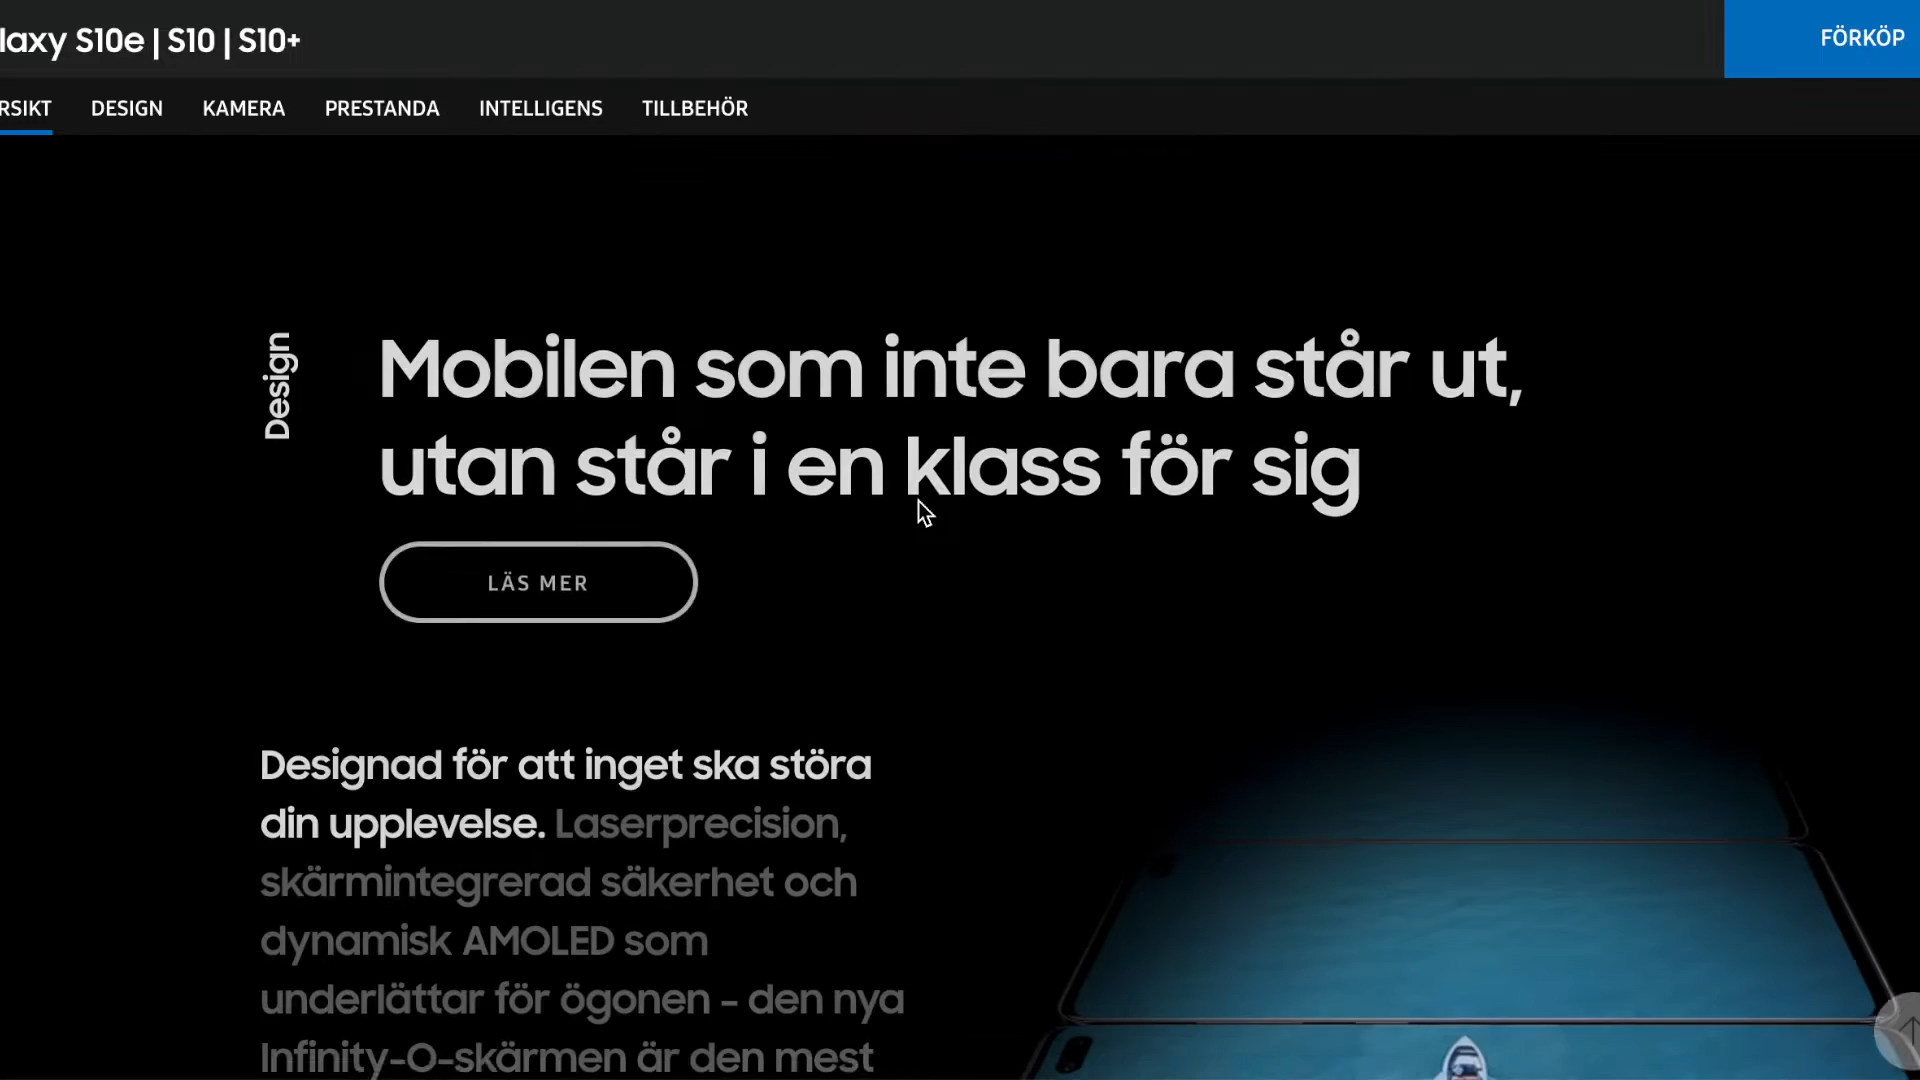 laxy S10e | S10 | S10+
FÖRKÖP
RSIKT DESIGN KAMERA PRESTANDA INTELLIGENS TILLBEHÖR
Design
Mobilen som inte bara står ut,
utan står i en klass för sig
LÄS MER
Designad för att inget ska störa
din upplevelse. Laserprecision,
skärmintegrerad säkerhet och
dynamisk AMOLED som
underlättar för ögonen – den nya
Infinity-O-skärmen är den mest